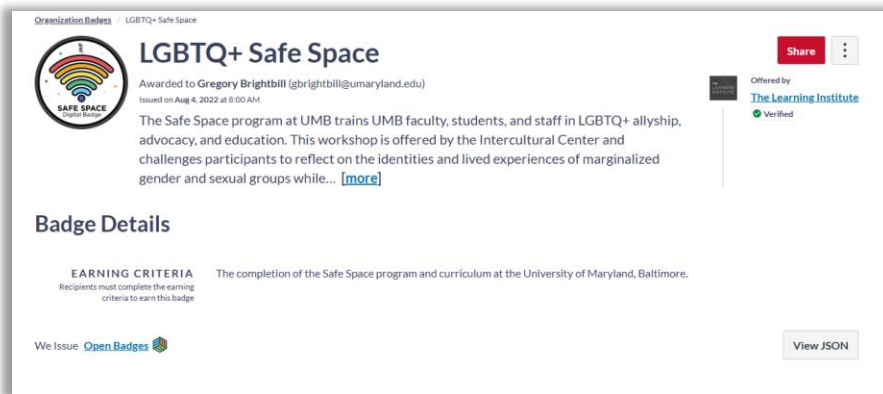 Organization Badges / LGBTQ+ Safe Space
LGBTQ+ Safe Space
Share
Awarded to Gregory Brightbill (gbrightbill@umaryland.edu)
Issued on Aug 4, 2022 at 8:00 AM
The Safe Space program at UMB trains UMB faculty, students, and staff in LGBTQ+ allyship,
advocacy, and education. This workshop is offered by the Intercultural Center and
challenges participants to reflect on the identities and lived experiences of marginalized
gender and sexual groups while... [more]
SAFE SPACE
Digital Badge
Offered by
The Learning Institute
Verified
Badge Details
EARNING CRITERIA
Recipients must complete the earning
criteria to earn this badge
The completion of the Safe Space program and curriculum at the University of Maryland, Baltimore.
We Issue Open Badges
View JSON